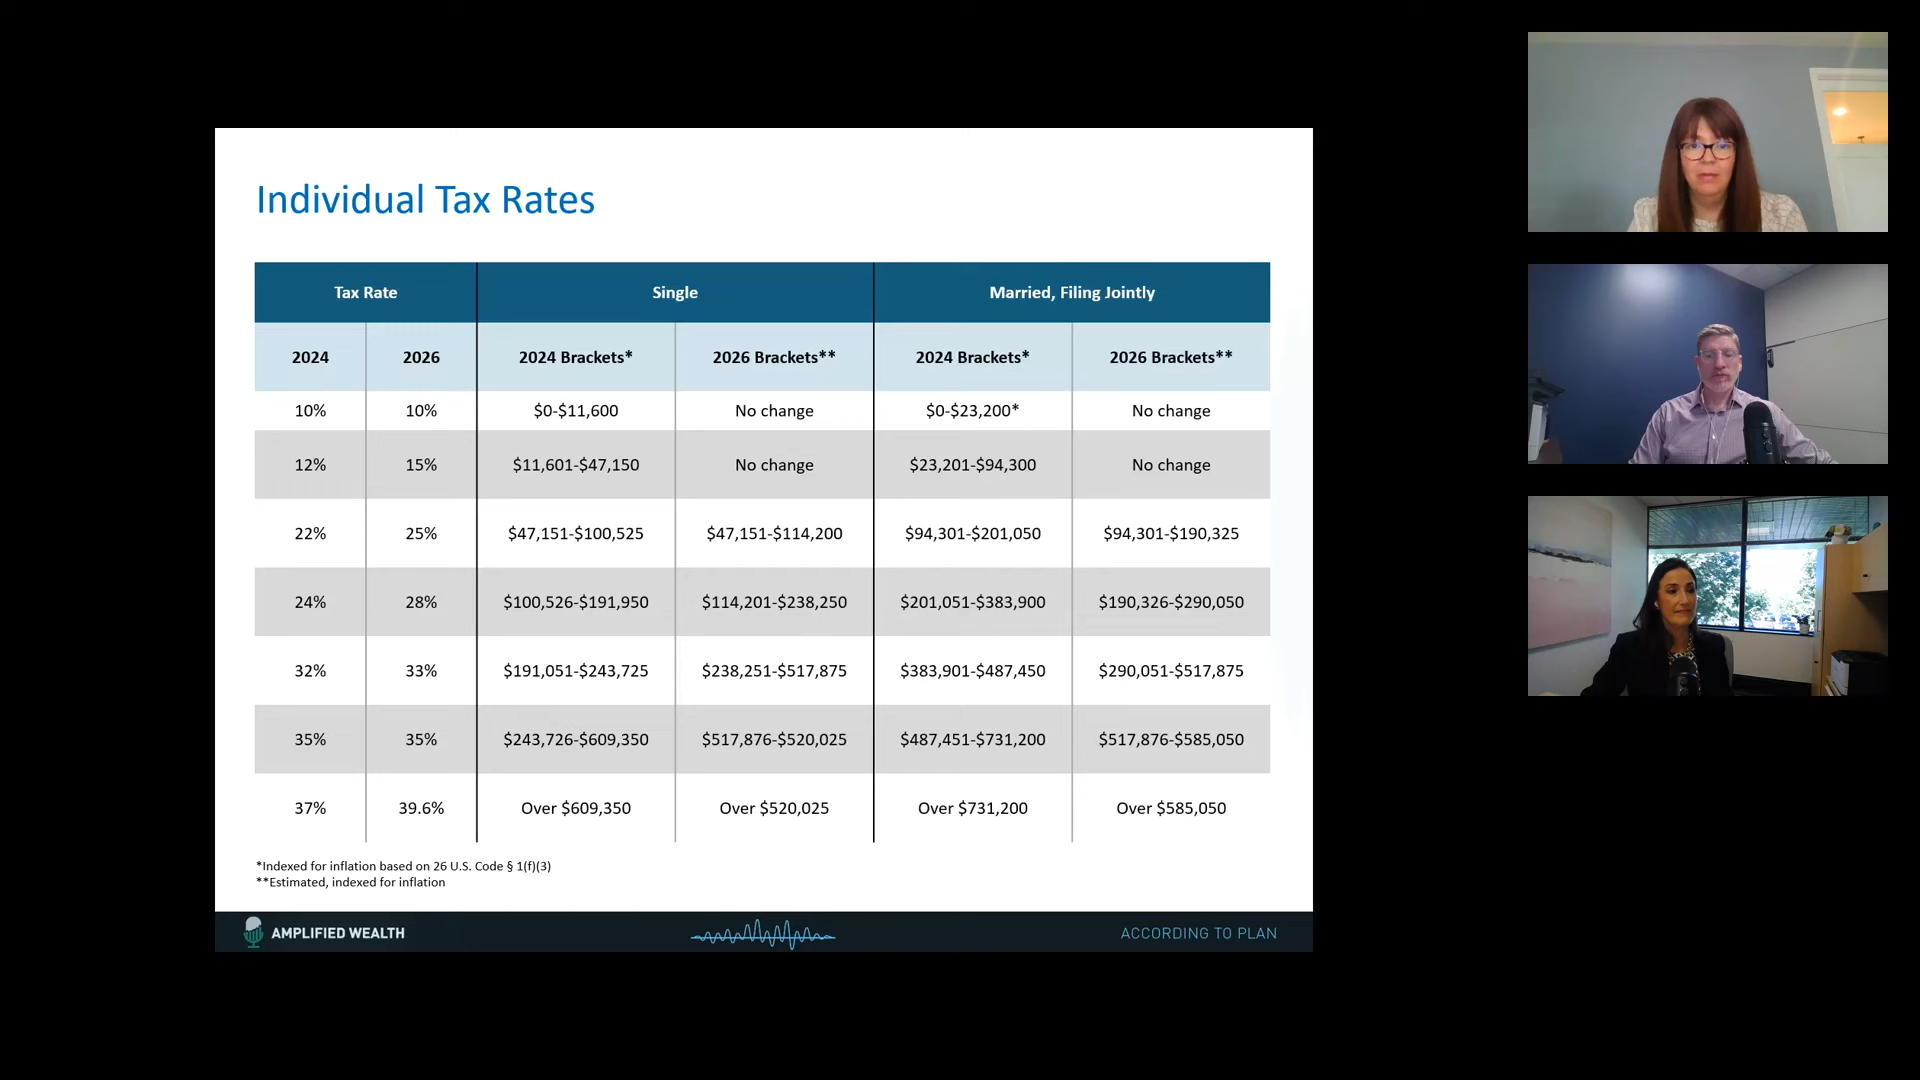 Individual Tax Rates
Tax Rate Single Married, Filing Jointly
2024 2026 2024 Brackets* 2026 Brackets** 2024 Brackets* 2026 Brackets**
10% 10% $0-$11,600 No change $0-$23,200* No change
12% 15% $11,601-$47,150 No change $23,201-$94,300 No change
22% 25% $47,151-$100,525 $47,151-$114,200 $94,301-$201,050 $94,301-$190,325
24% 28% $100,526-$191,950 $114,201-$238,250 $201,051-$383,900 $190,326-$290,050
32% 33% $191,051-$243,725 $238,251-$517,875 $383,901-$487,450 $290,051-$517,875
35% 35% $243,726-$609,350 $517,876-$520,025 $487,451-$731,200 $517,876-$585,050
37% 39.6% Over $609,350 Over $520,025 Over $731,200 Over $585,050
*Indexed for inflation based on 26 U.S. Code § 1(f)(3)
**Estimated, indexed for inflation
AMPLIFIED WEALTH ACCORDING TO PLAN